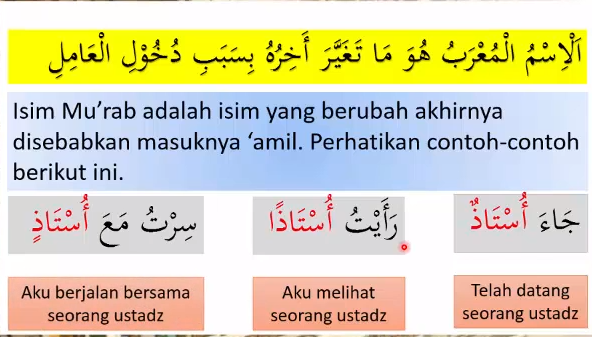 اَلْاِسْمُ الْمُعْرَبُ هُوَ مَا تَغَيَّرَ أَخِرُهُ بِسَبَبِ دُخُوْلِ الْعَامِلِ
Isim Mu’rab adalah isim yang berubah akhirnya
disebabkan masuknya ‘amil. Perhatikan contoh-contoh
berikut ini.
جَاءَ أُسْتَاذٌ
رَأَيْتُ أُسْتَاذًا
سِرْتُ مَعَ أُسْتَاذٍ
Telah datang
seorang ustadz
Aku melihat
seorang ustadz
Aku berjalan bersama
seorang ustadz